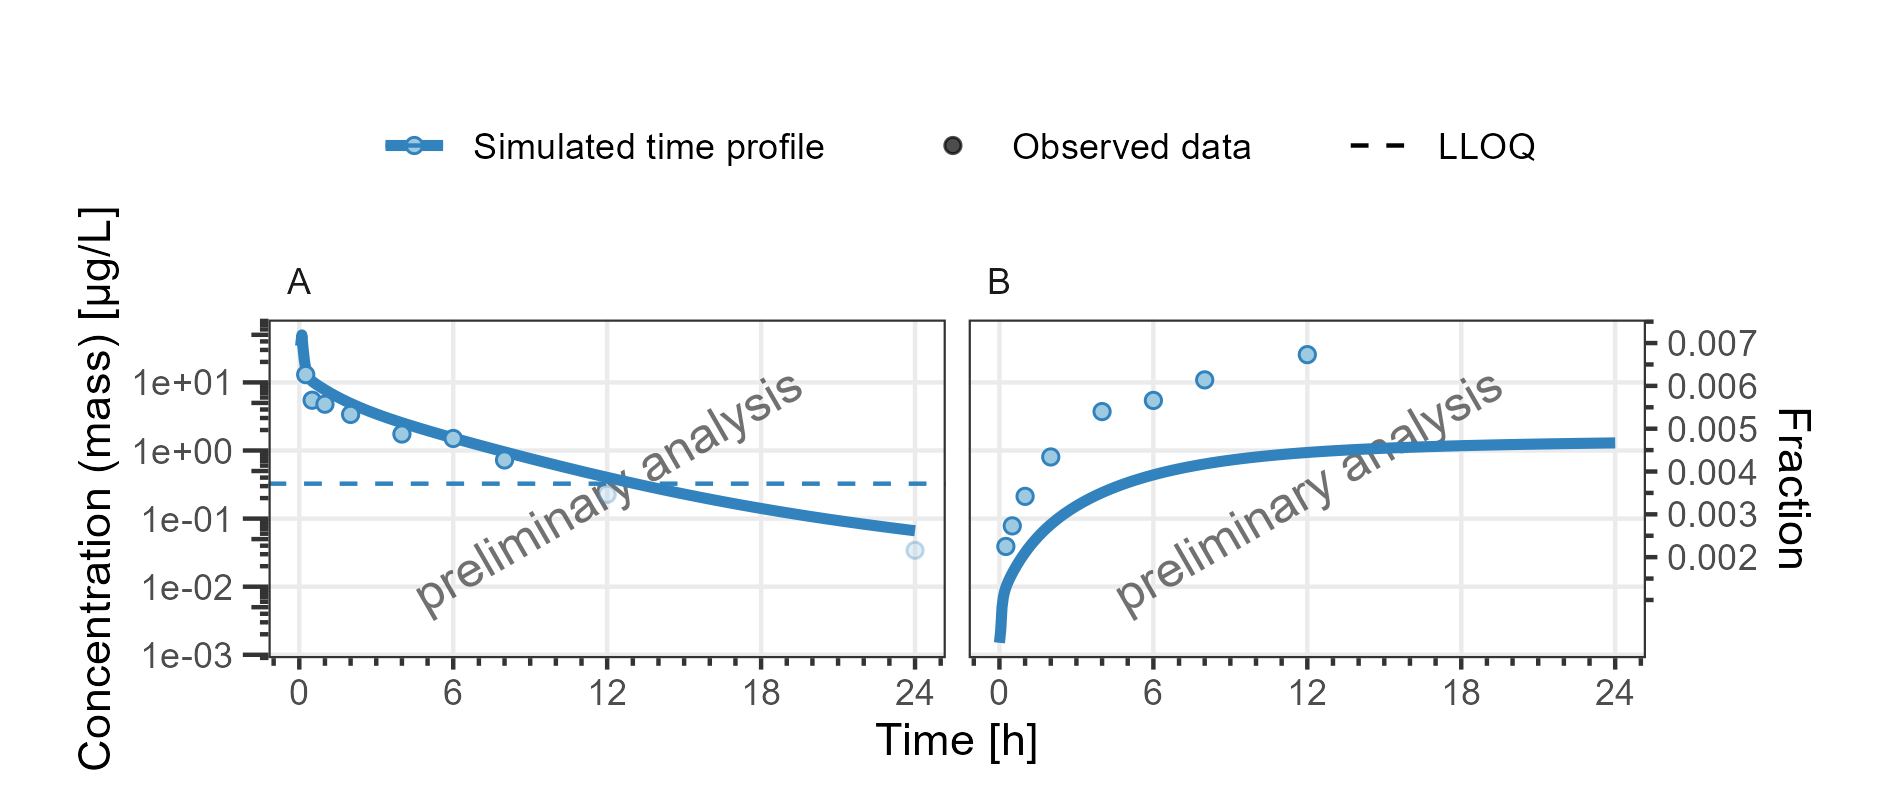 Simulated time profile Observed data LLOQ
A B
Concentration (mass) [µg/L]
1e+01
1e+00
1e-01
1e-02
1e-03
preliminary analysis
preliminary analysis
0.007
0.006
0.005
0.004
0.003
0.002
Fraction
0 6 12 18 24 0 6 12 18 24
Time [h]